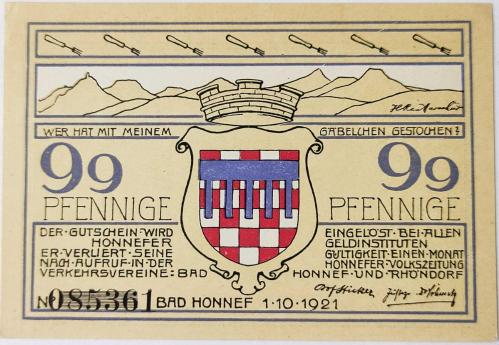 WER HAT MIT MEINEM GÄBELCHEN GESTOCHEN?
99 99
PFENNIGE PFENNIGE
DER·GUTSCHEIN·WIRD EINGELÖST·BEI·ALLEN
HONNEFER GELDINSTITUTEN
ER·VERLIERT·SEINE GÜLTIGKEIT·EINEN·MONAT
NACH·AUFRUF·IN·DER HONNEFER·VOLKSZEITUNG
VERKEHRSVEREINE·BAD HONNEF·UND·RHÖNDORF
No 085361 BAD HONNEF 1·10·1921